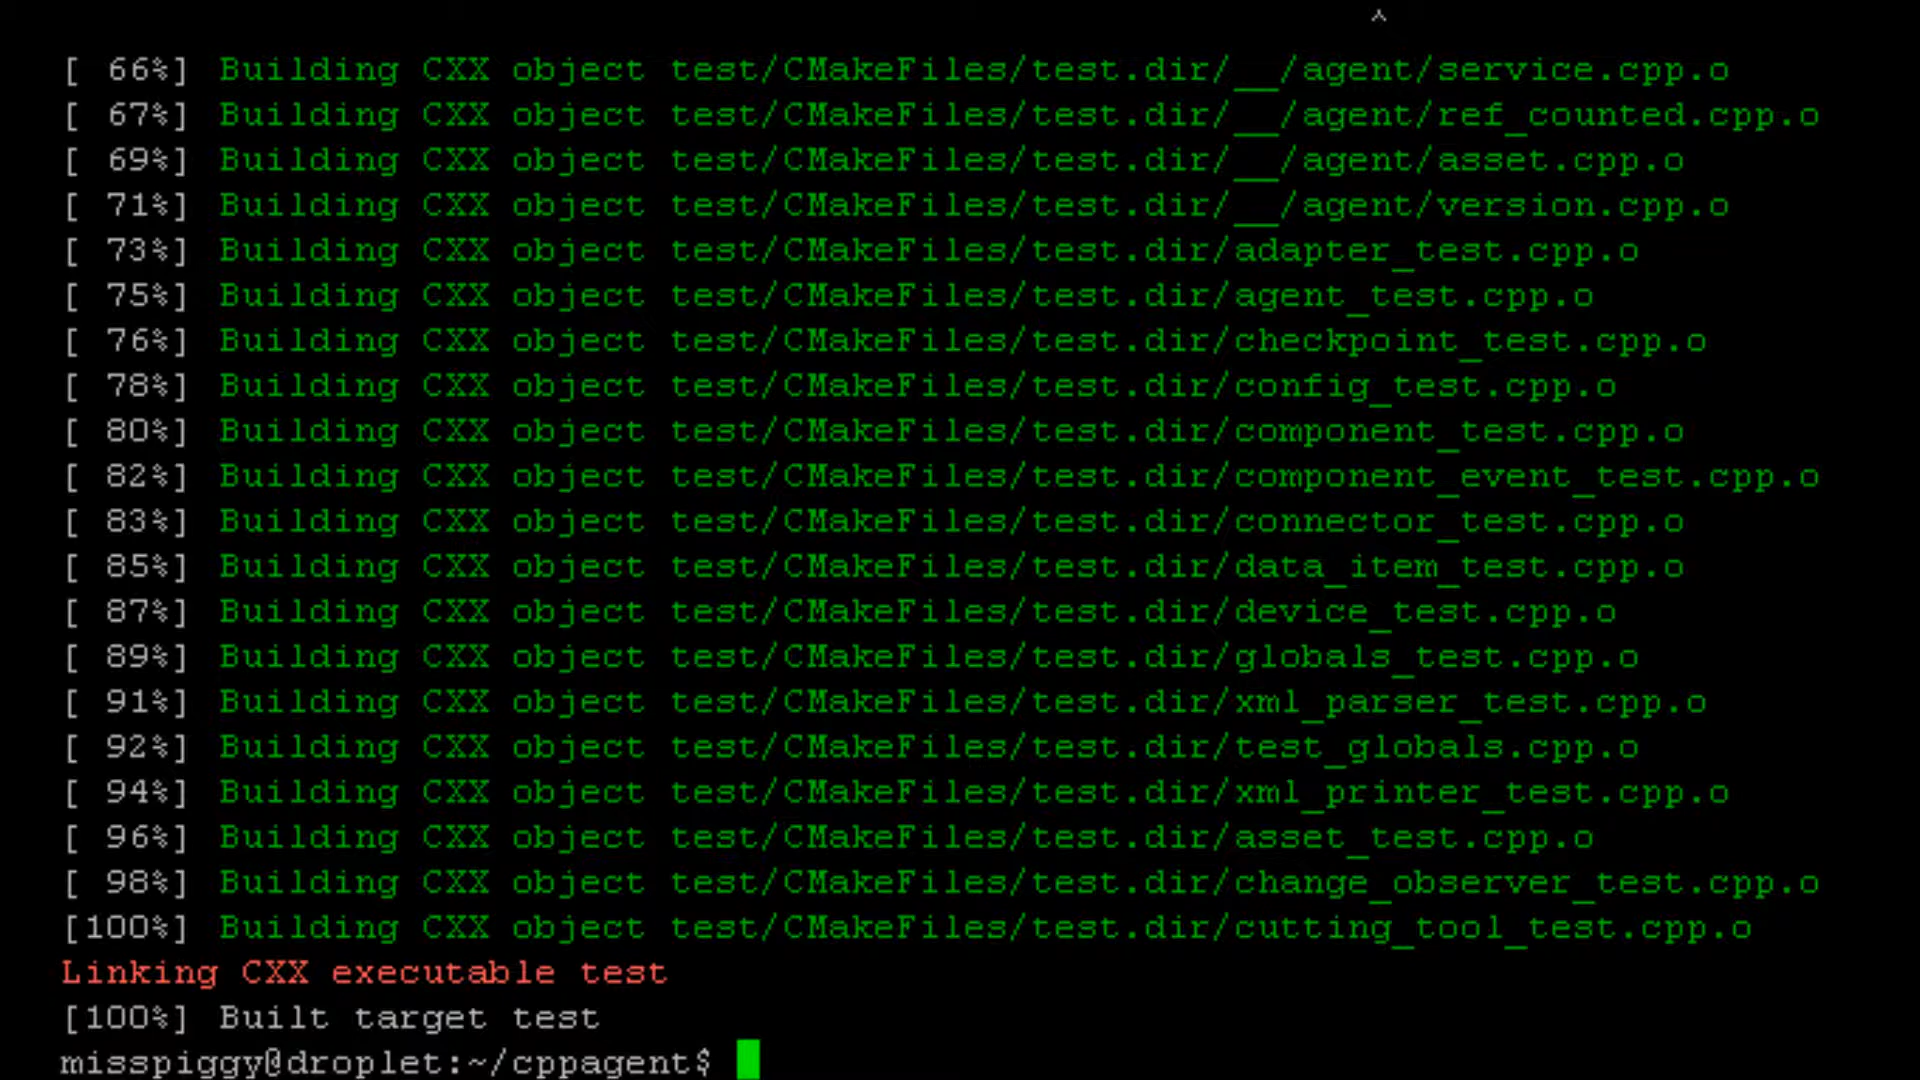 ^
[ 66%] Building CXX object test/CMakeFiles/test.dir/__/agent/service.cpp.o
[ 67%] Building CXX object test/CMakeFiles/test.dir/__/agent/ref_counted.cpp.o
[ 69%] Building CXX object test/CMakeFiles/test.dir/__/agent/asset.cpp.o
[ 71%] Building CXX object test/CMakeFiles/test.dir/__/agent/version.cpp.o
[ 73%] Building CXX object test/CMakeFiles/test.dir/adapter_test.cpp.o
[ 75%] Building CXX object test/CMakeFiles/test.dir/agent_test.cpp.o
[ 76%] Building CXX object test/CMakeFiles/test.dir/checkpoint_test.cpp.o
[ 78%] Building CXX object test/CMakeFiles/test.dir/config_test.cpp.o
[ 80%] Building CXX object test/CMakeFiles/test.dir/component_test.cpp.o
[ 82%] Building CXX object test/CMakeFiles/test.dir/component_event_test.cpp.o
[ 83%] Building CXX object test/CMakeFiles/test.dir/connector_test.cpp.o
[ 85%] Building CXX object test/CMakeFiles/test.dir/data_item_test.cpp.o
[ 87%] Building CXX object test/CMakeFiles/test.dir/device_test.cpp.o
[ 89%] Building CXX object test/CMakeFiles/test.dir/globals_test.cpp.o
[ 91%] Building CXX object test/CMakeFiles/test.dir/xml_parser_test.cpp.o
[ 92%] Building CXX object test/CMakeFiles/test.dir/test_globals.cpp.o
[ 94%] Building CXX object test/CMakeFiles/test.dir/xml_printer_test.cpp.o
[ 96%] Building CXX object test/CMakeFiles/test.dir/asset_test.cpp.o
[ 98%] Building CXX object test/CMakeFiles/test.dir/change_observer_test.cpp.o
[100%] Building CXX object test/CMakeFiles/test.dir/cutting_tool_test.cpp.o
Linking CXX executable test
[100%] Built target test
misspiggy@droplet:~/cppagent$